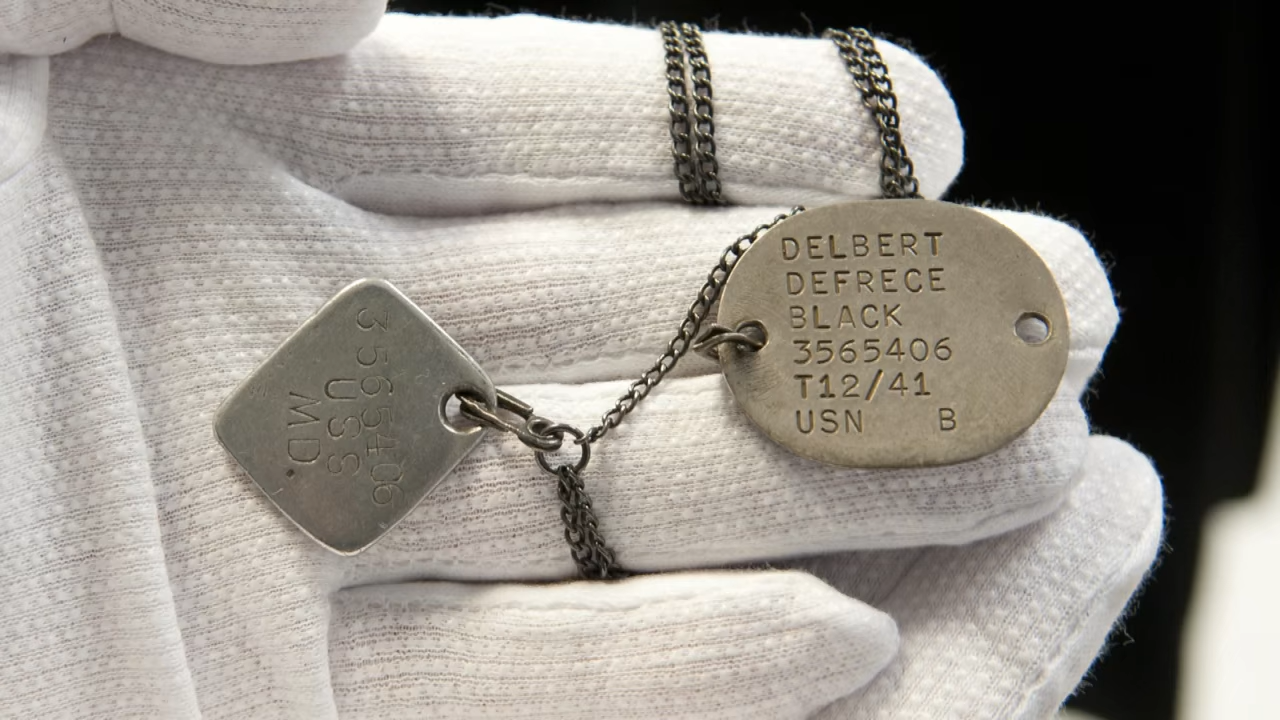 3565406
USS
MD
DELBERT
DEFRECE
BLACK
3565406
T12/41
USN B